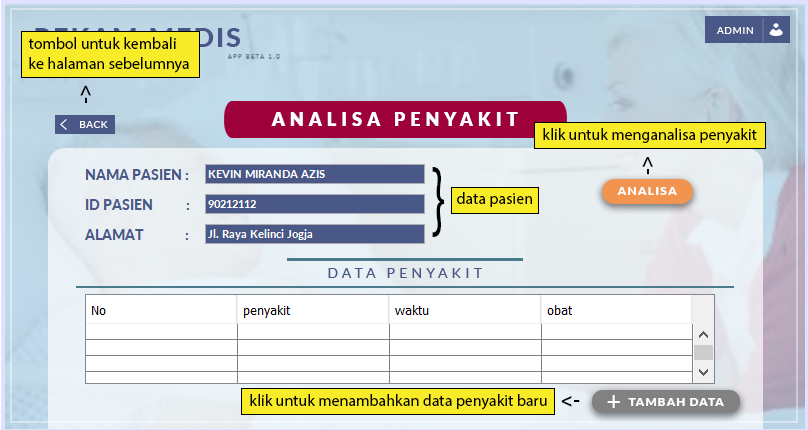 REKAM MEDIS
APP BETA 1.0
ADMIN
tombol untuk kembali
ke halaman sebelumnya
BACK
ANALISA PENYAKIT
klik untuk menganalisa penyakit
NAMA PASIEN : KEVIN MIRANDA AZIS
ANALISA
ID PASIEN : 90212112
data pasien
ALAMAT : Jl. Raya Kelinci Jogja
DATA PENYAKIT
No penyakit waktu obat
klik untuk menambahkan data penyakit baru
+ TAMBAH DATA